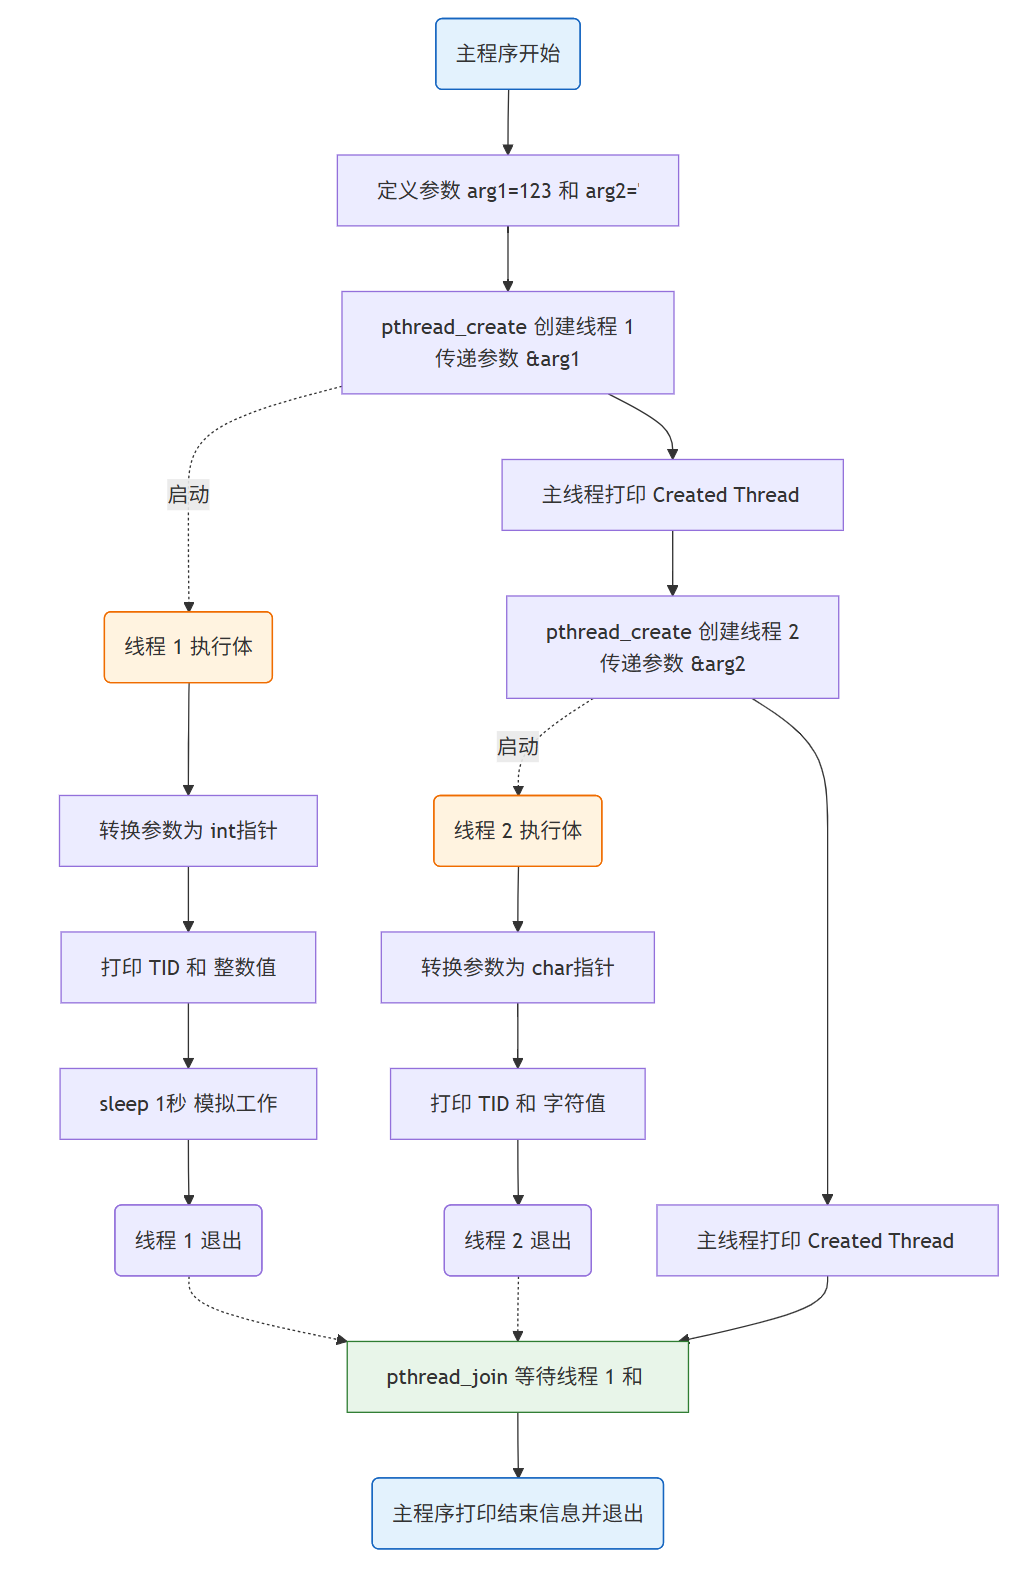 主程序开始
定义参数 arg1=123 和 arg2='
pthread_create 创建线程 1
传递参数 &arg1
启动
主线程打印 Created Thread
线程 1 执行体
pthread_create 创建线程 2
传递参数 &arg2
启动
转换参数为 int指针
线程 2 执行体
打印 TID 和 整数值
转换参数为 char指针
sleep 1秒 模拟工作
打印 TID 和 字符值
线程 1 退出
线程 2 退出
主线程打印 Created Thread
pthread_join 等待线程 1 和
主程序打印结束信息并退出